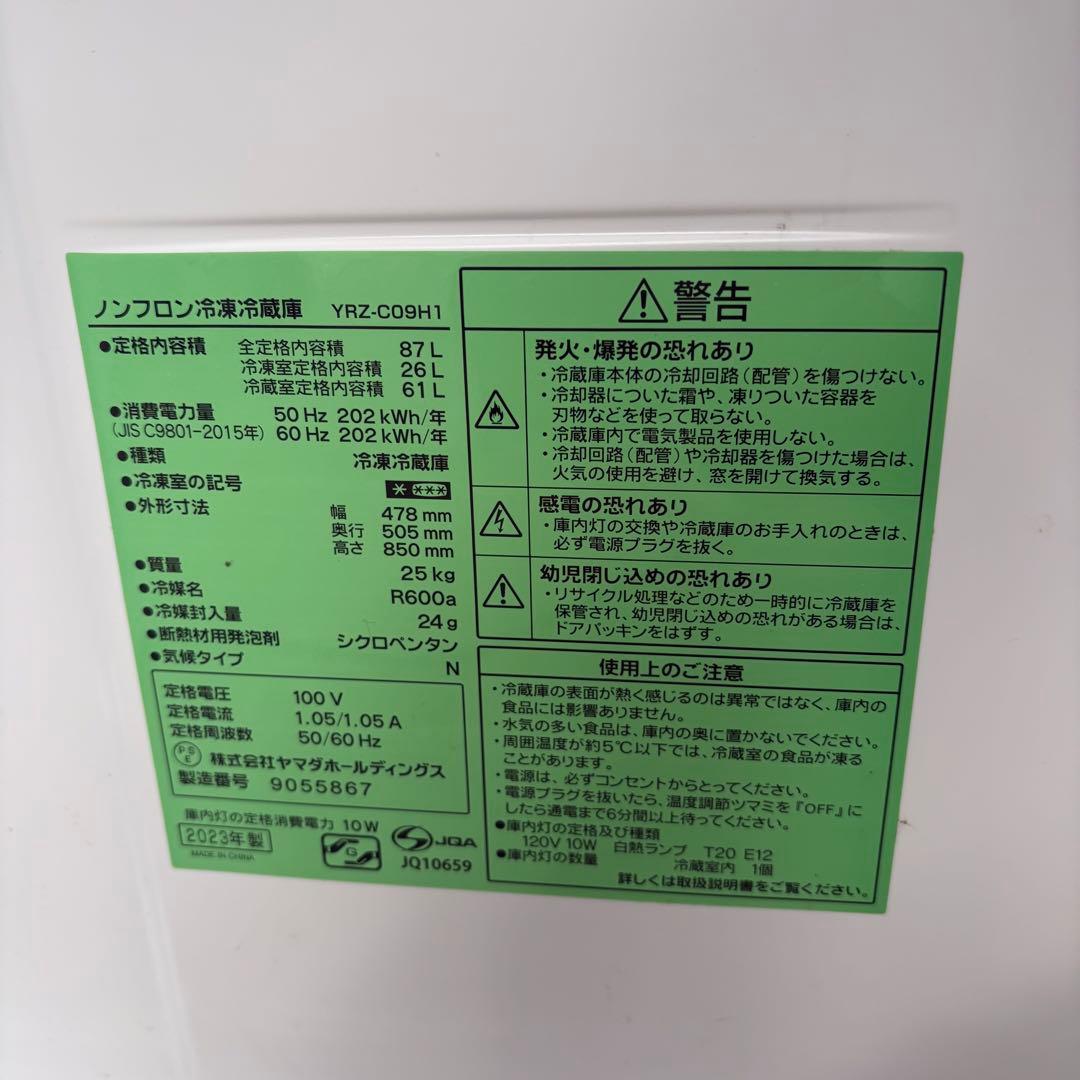 ノンフロン冷凍冷蔵庫 YRZ-C09H1
●定格内容積 全定格内容積 87 L
冷凍室定格内容積 26 L
冷蔵室定格内容積 61 L
●消費電力量 50 Hz 202 kWh/年
(JIS C9801-2015年) 60 Hz 202 kWh/年
●種類 冷凍冷蔵庫
●冷凍室の記号
●外形寸法 幅 478 mm
奥行 505 mm
高さ 850 mm
●質量 25 kg
●冷媒名 R600a
●冷媒封入量 24 g
●断熱材用発泡剤 シクロペンタン
●気候タイプ N
定格電圧 100 V
定格電流 1.05/1.05 A
定格周波数 50/60 Hz
PSE 株式会社ヤマダホールディングス
製造番号 9055867
庫内灯の定格消費電力 10W
2023年製
MADE IN CHINA
G
JQA
JQ10659
警告
発火・爆発の恐れあり
・冷蔵庫本体の冷却回路(配管)を傷つけない。
・冷却器についた霜や、凍りついた容器を
刃物などを使って取らない。
・冷蔵庫内で電気製品を使用しない。
・冷却回路(配管)や冷却器を傷つけた場合は、
火気の使用を避け、窓を開けて換気する。
感電の恐れあり
・庫内灯の交換や冷蔵庫のお手入れのときは、
必ず電源プラグを抜く。
幼児閉じ込めの恐れあり
・リサイクル処理などのため一時的に冷蔵庫を
保管され、幼児閉じ込めの恐れがある場合は、
ドアパッキンをはずす。
使用上のご注意
・冷蔵庫の表面が熱く感じるのは異常ではなく、庫内の
食品には影響ありません。
・水気の多い食品は、庫内の奥に置かないでください。
・周囲温度が約5℃以下では、冷蔵室の食品が凍る
ことがあります。
・電源は、必ずコンセントからとってください。
・電源プラグを抜いたら、温度調節ツマミを『OFF』に
したら通電まで6分間以上待ってください。
●庫内灯の定格及び種類
120V 10W 白熱ランプ T20 E12
●庫内灯の数量 冷蔵室内 1個
詳しくは取扱説明書をご覧ください。